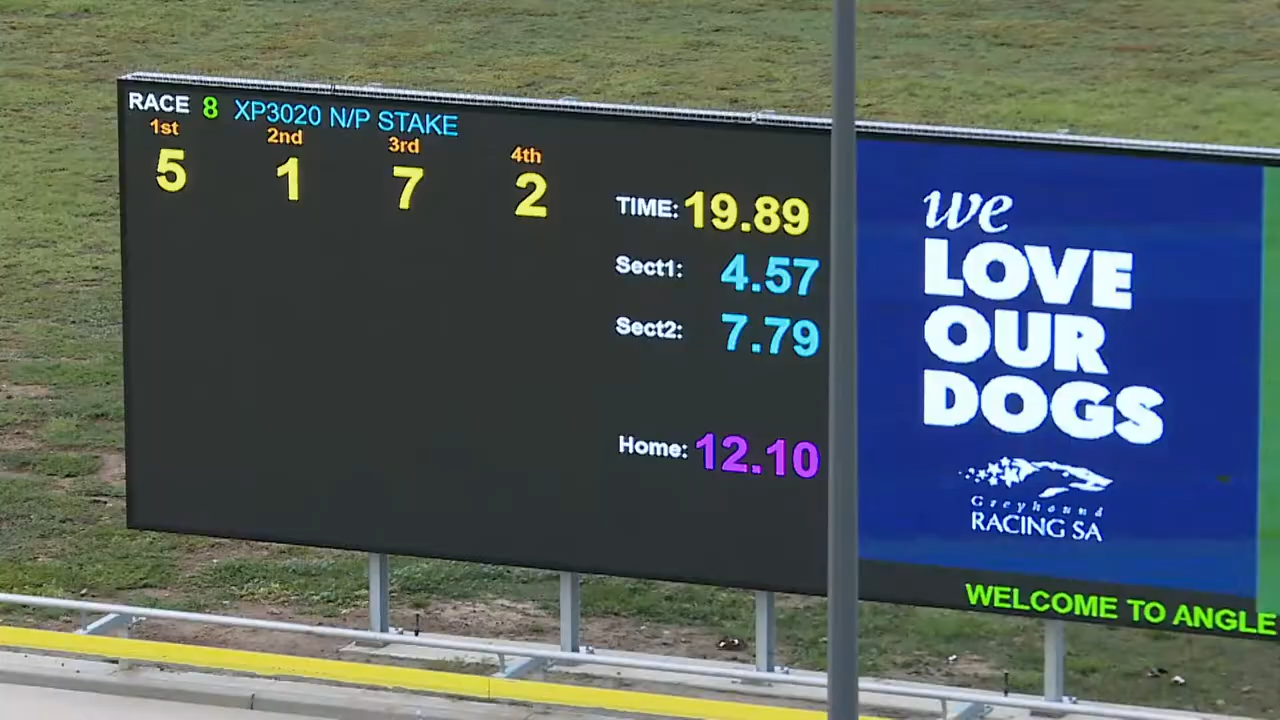 RACE 8 XP3020 N/P STAKE
1st 2nd 3rd 4th
5 1 7 2
TIME: 19.89
Sect1: 4.57
Sect2: 7.79
Home: 12.10
we
LOVE
OUR
DOGS
Greyhound
RACING SA
WELCOME TO ANGLE